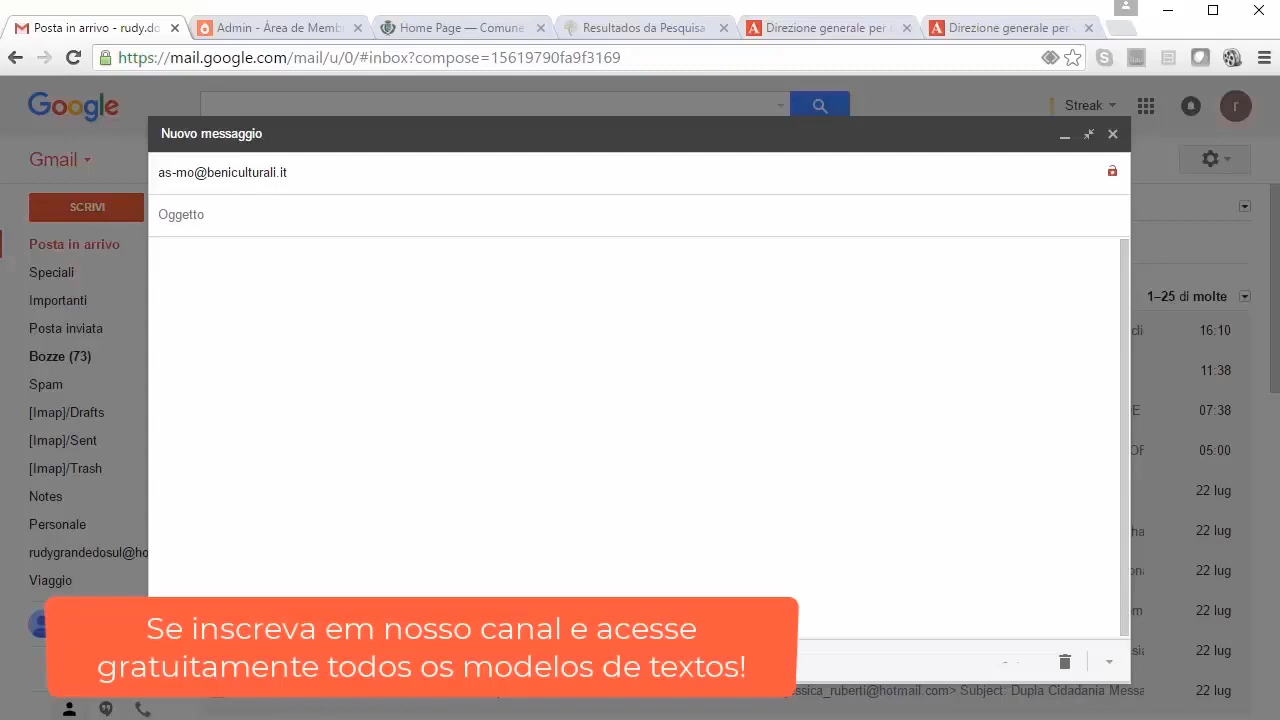 Posta in arrivo - rudy.do
Admin - Área de Memb
Home Page — Comune
Resultados da Pesquisa
Direzione generale per
Direzione generale per
https://mail.google.com/mail/u/0/#inbox?compose=15619790fa9f3169
Google
Streak
r
Nuovo messaggio
Gmail
as-mo@beniculturali.it
SCRIVI
Oggetto
Posta in arrivo
Speciali
Importanti
1–25 di molte
Posta inviata
16:10
Bozze (73)
11:38
Spam
[Imap]/Drafts
07:38
[Imap]/Sent
05:00
[Imap]/Trash
Notes
22 lug
Personale
22 lug
rudygrandedosul@ho
22 lug
Viaggio
22 lug
Se inscreva em nosso canal e acesse
gratuitamente todos os modelos de textos!
22 lug
essica_ruberti@hotmail.com> Subject: Dupla Cidadania Messa
22 lug